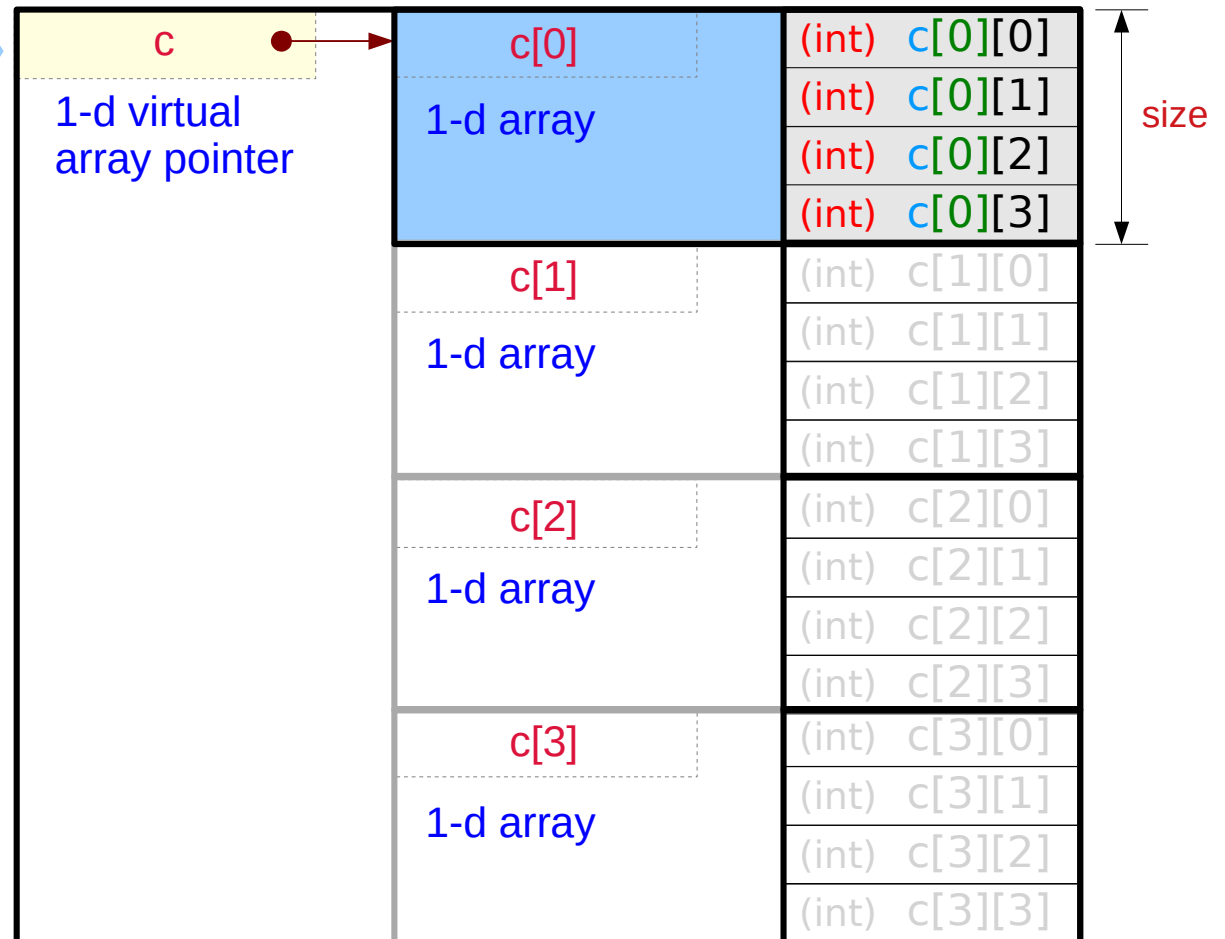 c
1-d virtual
array pointer
c[0]
1-d array
(int) c[0][0]
(int) c[0][1]
(int) c[0][2]
(int) c[0][3]
size
c[1]
1-d array
(int) c[1][0]
(int) c[1][1]
(int) c[1][2]
(int) c[1][3]
c[2]
1-d array
(int) c[2][0]
(int) c[2][1]
(int) c[2][2]
(int) c[2][3]
c[3]
1-d array
(int) c[3][0]
(int) c[3][1]
(int) c[3][2]
(int) c[3][3]